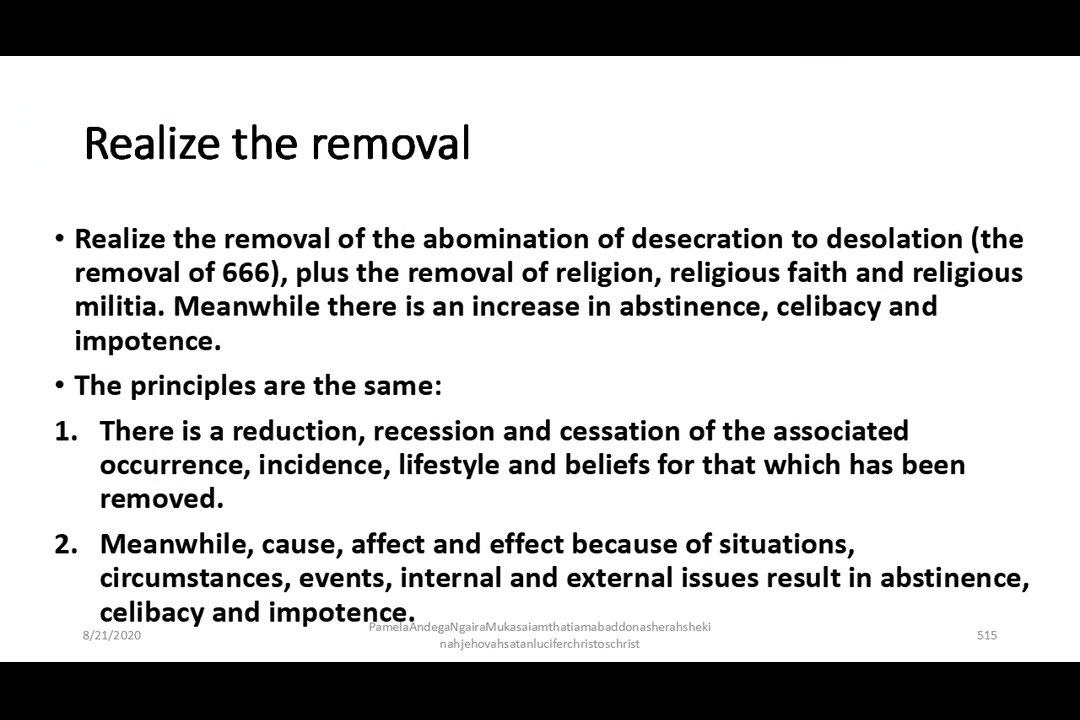 Realize the removal
• Realize the removal of the abomination of desecration to desolation (the
removal of 666), plus the removal of religion, religious faith and religious
militia. Meanwhile there is an increase in abstinence, celibacy and
impotence.
• The principles are the same:
1. There is a reduction, recession and cessation of the associated
occurrence, incidence, lifestyle and beliefs for that which has been
removed.
2. Meanwhile, cause, affect and effect because of situations,
circumstances, events, internal and external issues result in abstinence,
celibacy and impotence.
8/21/2020
PamelaAndegaNgairaMukasaiamthatiamabaddonasherahsheki
nahjehovahsatanluciferchristoschrist
515